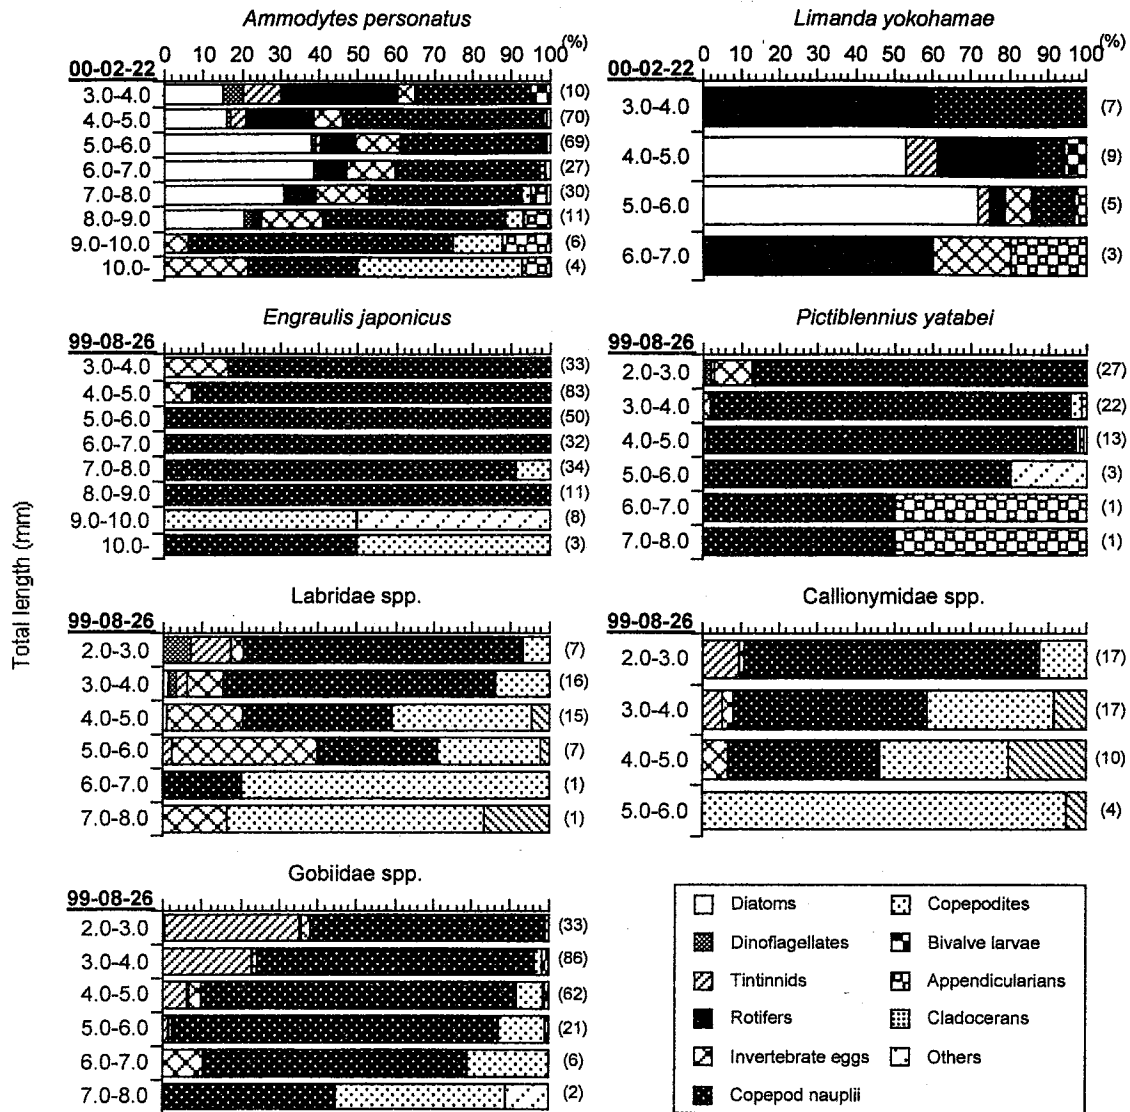 Ammodytes personatus
0 10 20 30 40 50 60 70 80 90 100 (%)
00-02-22
3.0-4.0 (10)
4.0-5.0 (70)
5.0-6.0 (69)
6.0-7.0 (27)
7.0-8.0 (30)
8.0-9.0 (11)
9.0-10.0 (6)
10.0- (4)
Limanda yokohamae
0 10 20 30 40 50 60 70 80 90 100 (%)
00-02-22
3.0-4.0 (7)
4.0-5.0 (9)
5.0-6.0 (5)
6.0-7.0 (3)
Engraulis japonicus
99-08-26
3.0-4.0 (33)
4.0-5.0 (83)
5.0-6.0 (50)
6.0-7.0 (32)
7.0-8.0 (34)
8.0-9.0 (11)
9.0-10.0 (8)
10.0- (3)
Pictiblennius yatabei
99-08-26
2.0-3.0 (27)
3.0-4.0 (22)
4.0-5.0 (13)
5.0-6.0 (3)
6.0-7.0 (1)
7.0-8.0 (1)
Total length (mm)
Labridae spp.
99-08-26
2.0-3.0 (7)
3.0-4.0 (16)
4.0-5.0 (15)
5.0-6.0 (7)
6.0-7.0 (1)
7.0-8.0 (1)
Callionymidae spp.
99-08-26
2.0-3.0 (17)
3.0-4.0 (17)
4.0-5.0 (10)
5.0-6.0 (4)
Gobiidae spp.
99-08-26
2.0-3.0 (33)
3.0-4.0 (86)
4.0-5.0 (62)
5.0-6.0 (21)
6.0-7.0 (6)
7.0-8.0 (2)
Diatoms
Dinoflagellates
Tintinnids
Rotifers
Invertebrate eggs
Copepod nauplii
Copepodites
Bivalve larvae
Appendicularians
Cladocerans
Others